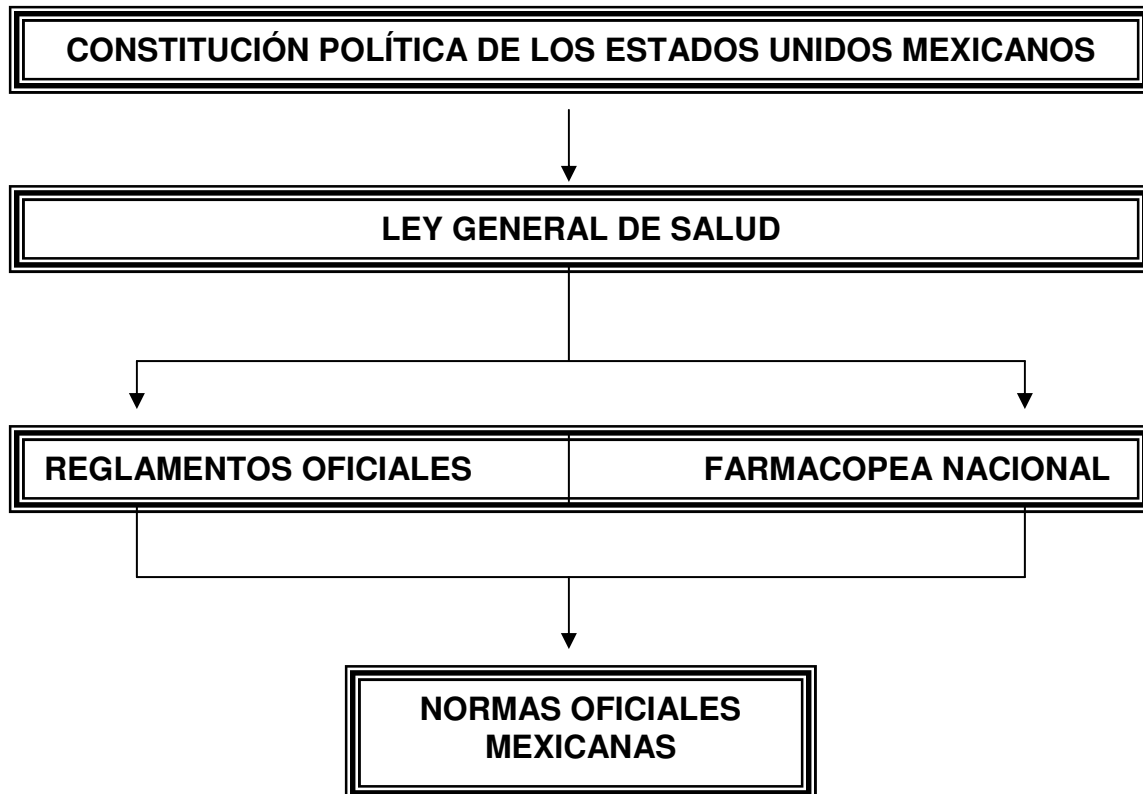 CONSTITUCIÓN POLÍTICA DE LOS ESTADOS UNIDOS MEXICANOS
LEY GENERAL DE SALUD
REGLAMENTOS OFICIALES
FARMACOPEA NACIONAL
NORMAS OFICIALES
MEXICANAS